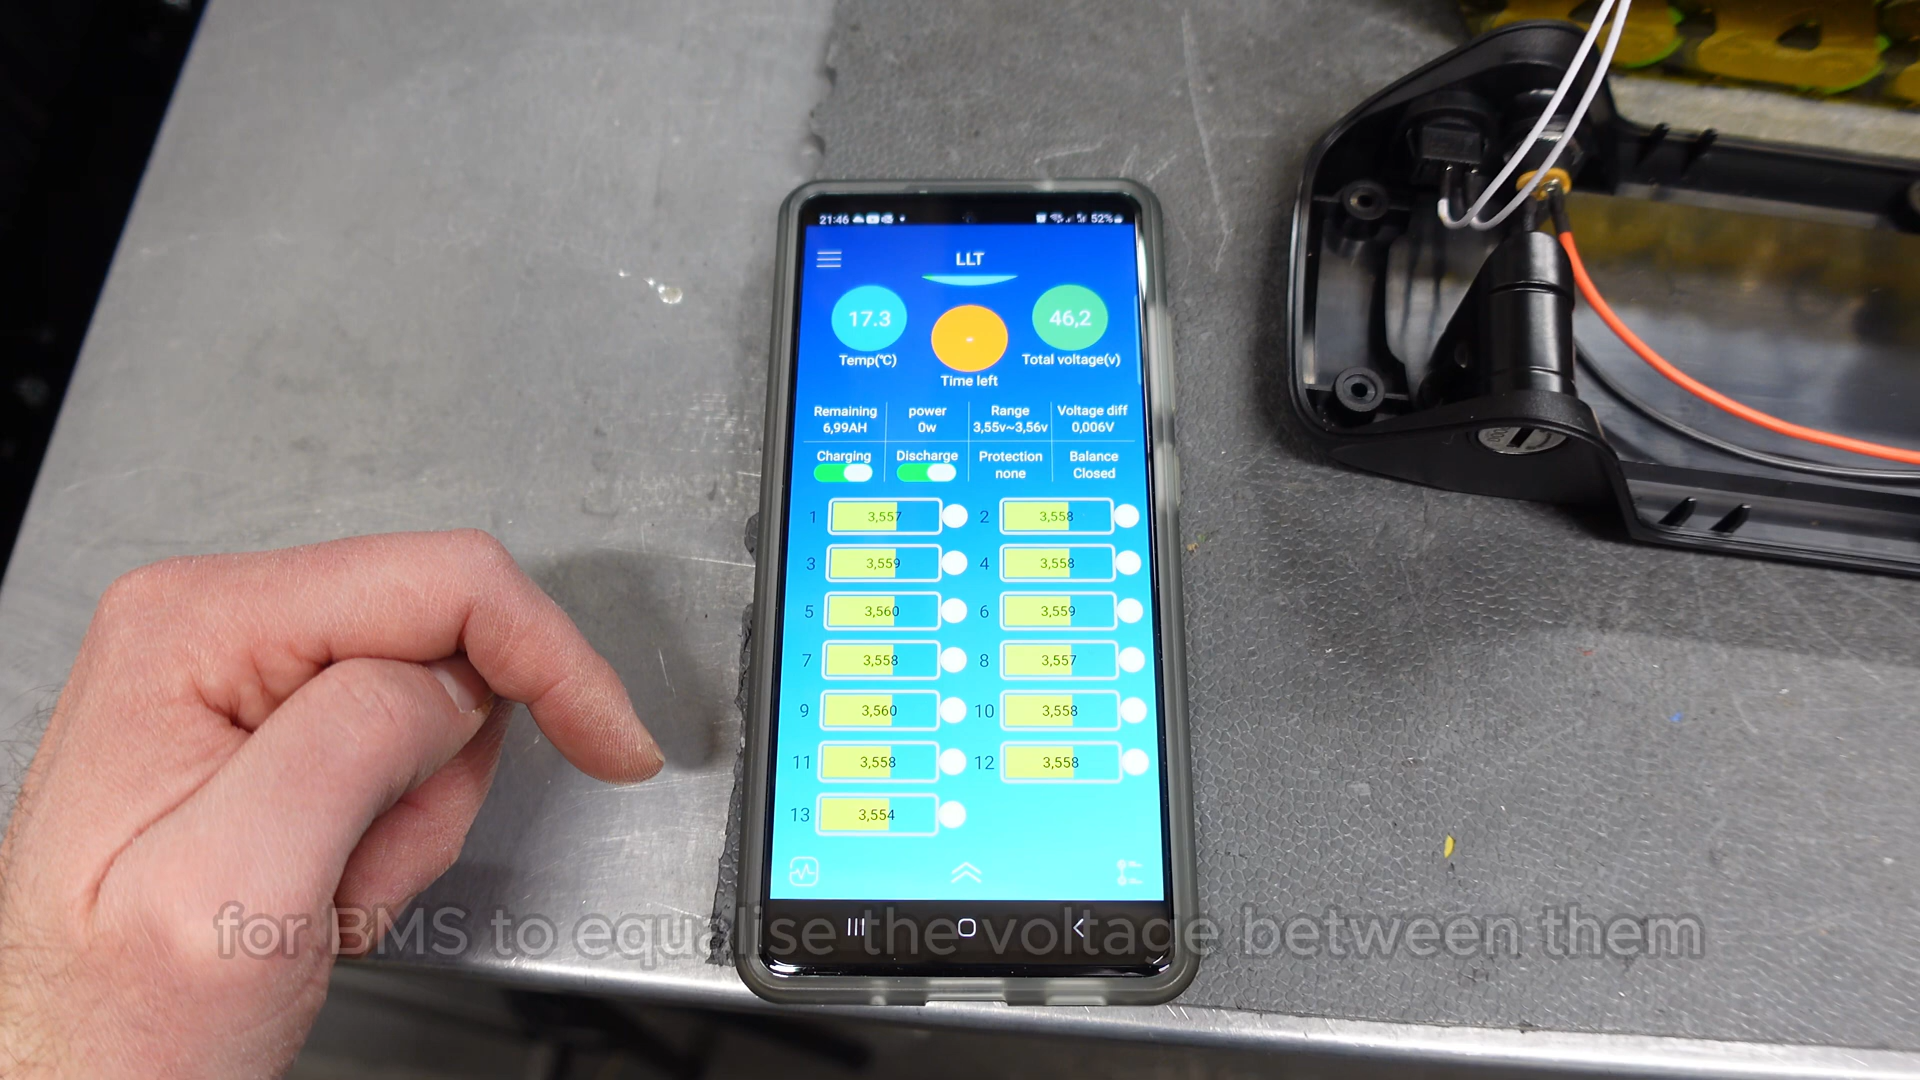 21:46 52%
LLT
17.3 46,2
Temp(℃) Total voltage(v)
Time left
Remaining power Range Voltage diff
6,99AH 0w 3,55v~3,56v 0,006V
Charging Discharge Protection Balance
none Closed
1 3,557 2 3,558
3 3,559 4 3,558
5 3,560 6 3,559
7 3,558 8 3,557
9 3,560 10 3,558
11 3,558 12 3,558
13 3,554
for BMS to equalise the voltage between them